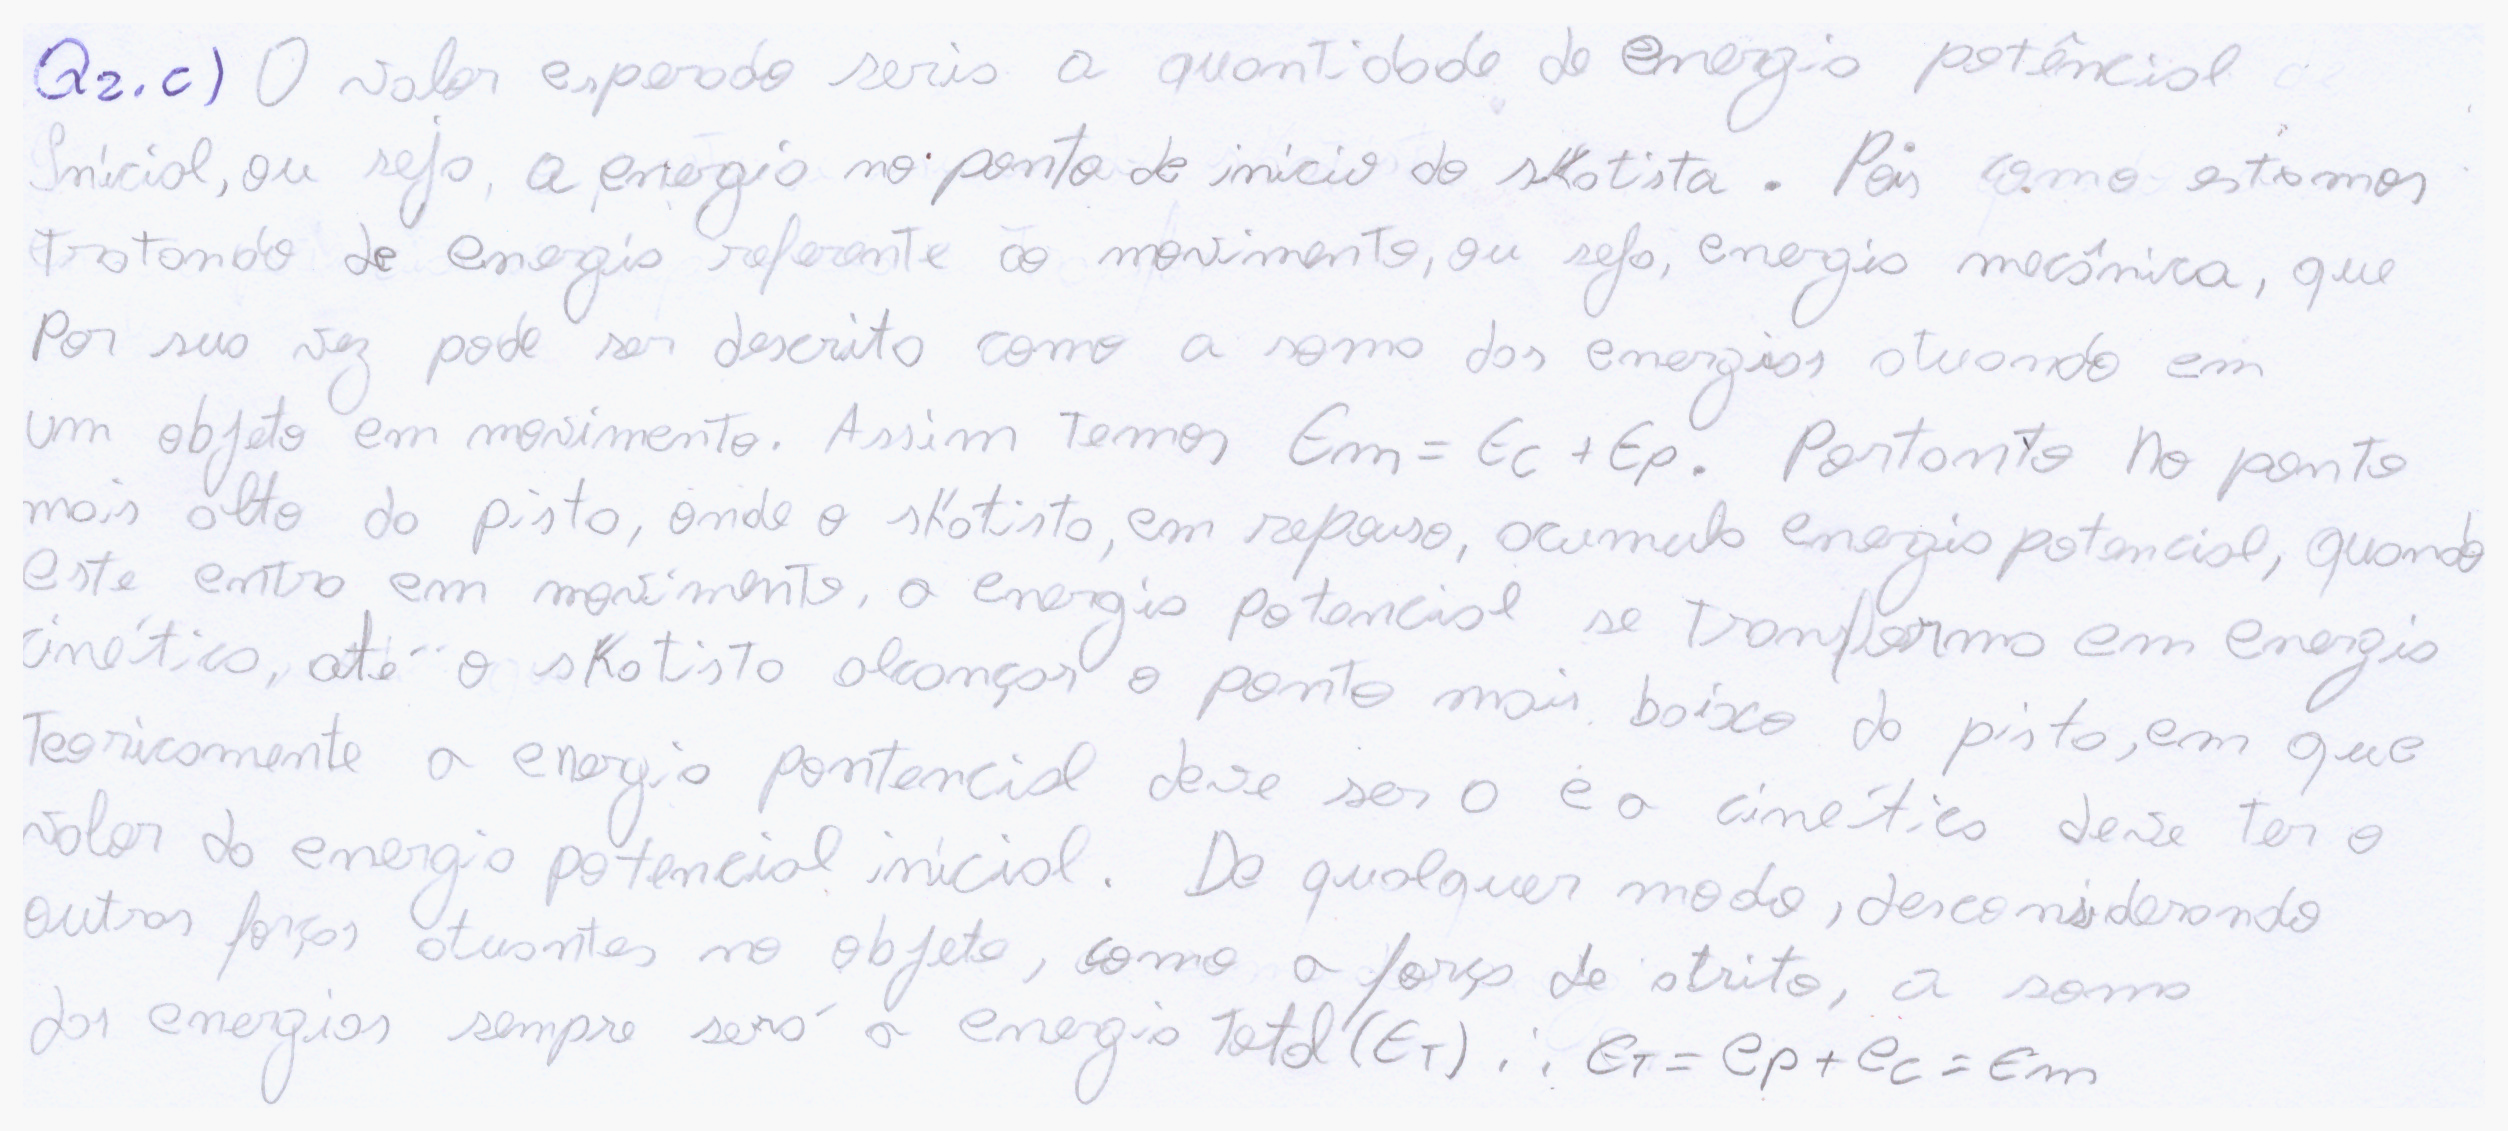 Q2.c) O valor esperado seria a quantidade de energia potêncial
Inicial, ou seja, a energia no ponto de início do skatista. Pois como estamos
tratando de energia referente ao movimento, ou seja, energia mecânica, que
Por sua vez pode ser descrita como a soma das energias atuando em
um objeto em movimento. Assim temos Em = Ec + Ep. Portanto no ponto
mais alto da pista, onde o skatista, em repouso, acumula energia potencial, quando
este entra em movimento, a energia potencial se transforma em energia
cinética, até o skatista alcançar o ponto mais baixo da pista, em que
Teoricamente a energia pontencial deve ser 0 e a cinética deve ter o
valor da energia potencial inicial. De qualquer modo, desconsiderando
outras forças atuantes no objeto, como a força de atrito, a soma
das energias sempre será a energia Total (ET) ∴ ET = ep + ec = Em